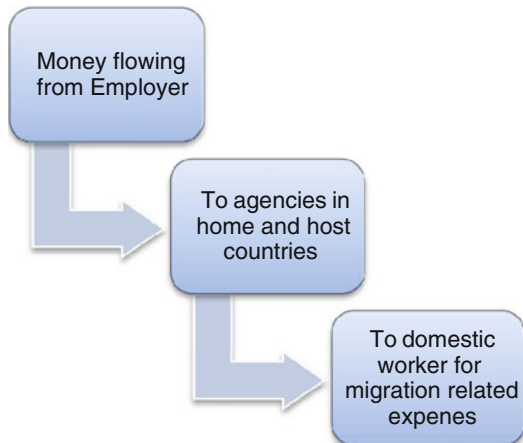 Money flowing
from Employer
To agencies in
home and host
countries
To domestic
worker for
migration related
expenes